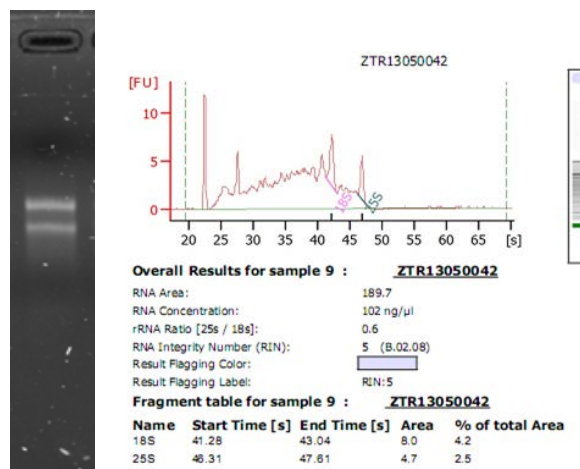 ZTR13050042
[FU]
10
5
0
18S
25S
20 25 30 35 40 45 50 55 60 65 [s]
Overall Results for sample 9 : ZTR13050042
RNA Area: 189.7
RNA Concentration: 102 ng/µl
rRNA Ratio [25s / 18s]: 0.6
RNA Integrity Number (RIN): 5 (B.02.08)
Result Flagging Color:
Result Flagging Label: RIN:5
Fragment table for sample 9 : ZTR13050042
Name Start Time [s] End Time [s] Area % of total Area
18S 41.28 43.04 8.0 4.2
25S 46.31 47.61 4.7 2.5